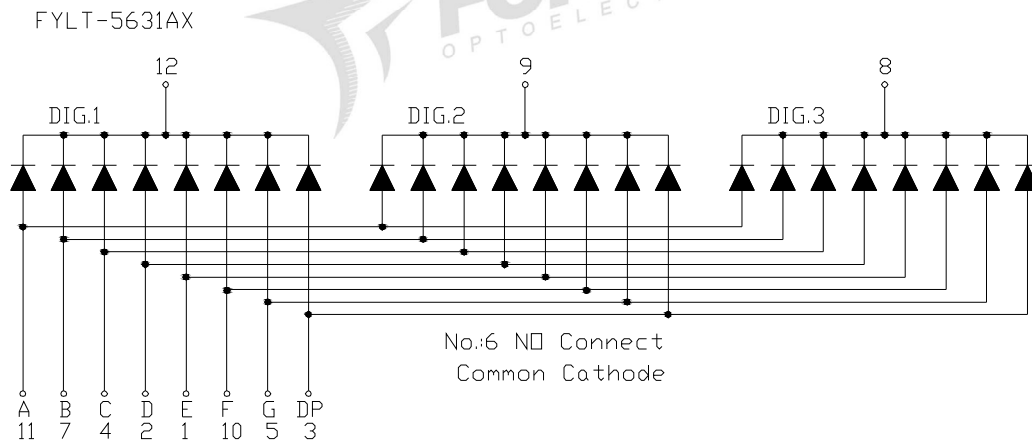 FYLT-5631AX
OPTOELEC
12 9 8
DIG.1 DIG.2 DIG.3
No.:6 NO Connect
Common Cathode
A B C D E F G DP
11 7 4 2 1 10 5 3